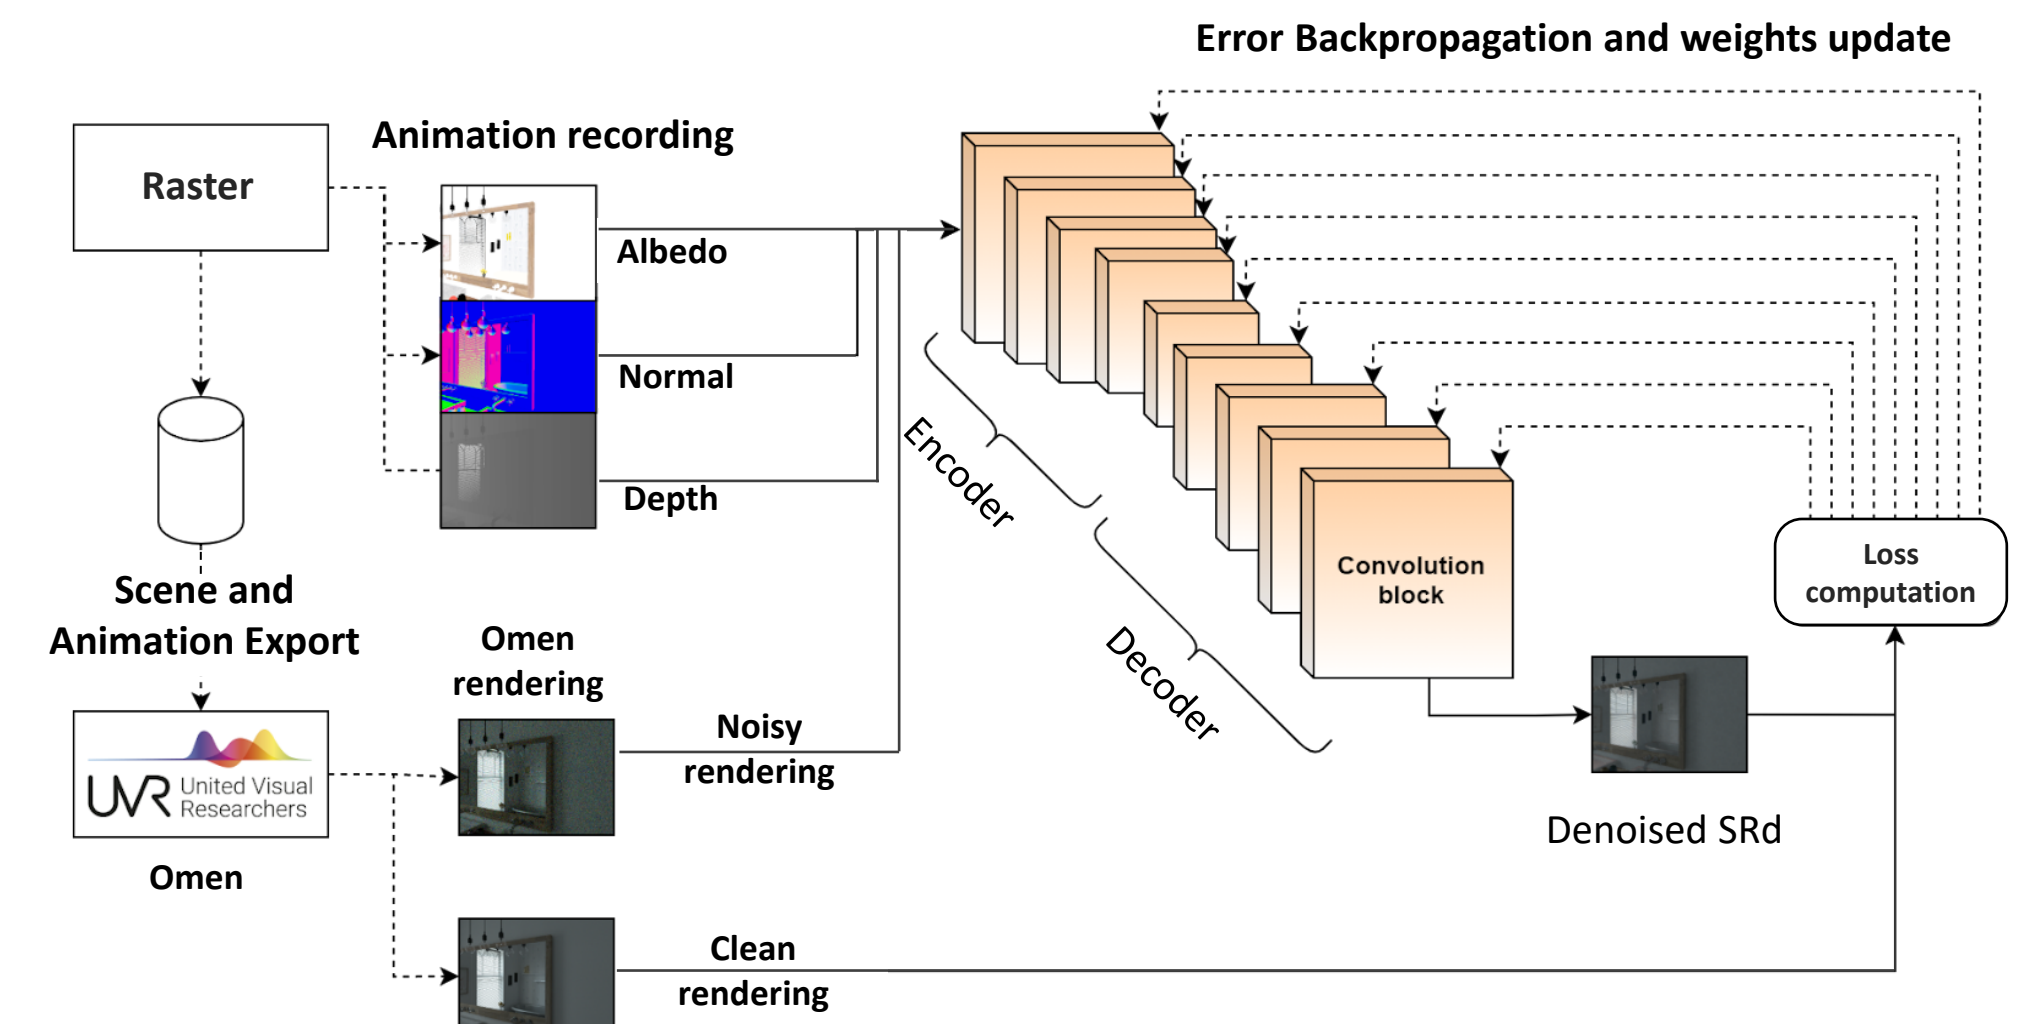 Error Backpropagation and weights update
Animation recording
Raster
Albedo
Normal
Depth
Encoder
Decoder
Convolution
block
Loss
computation
Scene and
Animation Export
Omen
rendering
Noisy
rendering
UVR United Visual
Researchers
Denoised SRd
Omen
Clean
rendering